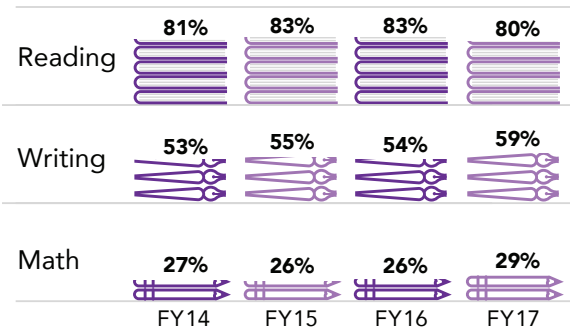 81% 83% 83% 80%
Reading
53% 55% 54% 59%
Writing
27% 26% 26% 29%
Math
FY14 FY15 FY16 FY17